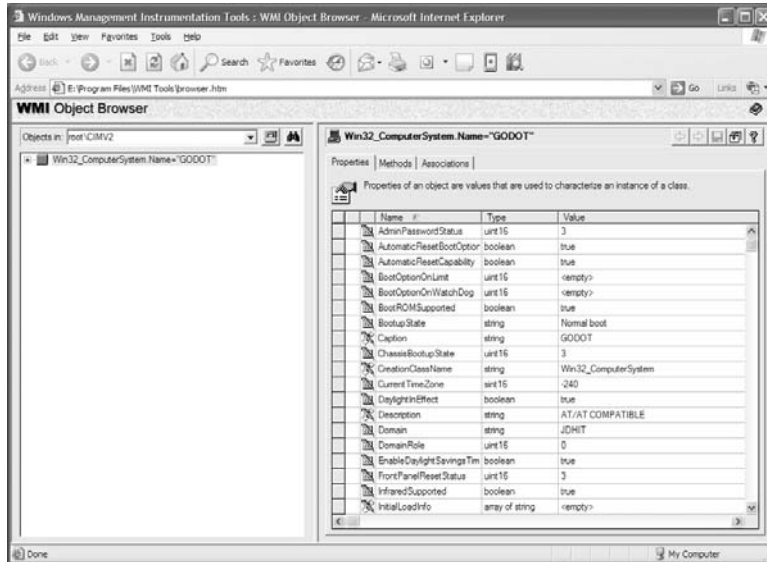 Windows Management Instrumentation Tools : WMI Object Browser - Microsoft Internet Explorer
File Edit View Favorites Tools Help
Back Search Favorites
Address E:\Program Files\WMI Tools\browser.htm Go Links
WMI Object Browser
Objects in: root\CIMV2
Win32_ComputerSystem.Name="GODOT"
Win32_ComputerSystem.Name="GODOT"
Properties Methods Associations
Properties of an object are values that are used to characterize an instance of a class.
Name Type Value
AdminPasswordStatus uint16 3
AutomaticResetBootOption boolean true
AutomaticResetCapability boolean true
BootOptionOnLimit uint16 <empty>
BootOptionOnWatchDog uint16 <empty>
BootROMSupported boolean true
BootupState string Normal boot
Caption string GODOT
ChassisBootupState uint16 3
CreationClassName string Win32_ComputerSystem
CurrentTimeZone sint16 -240
DaylightInEffect boolean true
Description string AT/AT COMPATIBLE
Domain string JDHIT
DomainRole uint16 0
EnableDaylightSavingsTim boolean true
FrontPanelResetStatus uint16 3
InfraredSupported boolean true
InitialLoadInfo array of string <empty>
Done My Computer